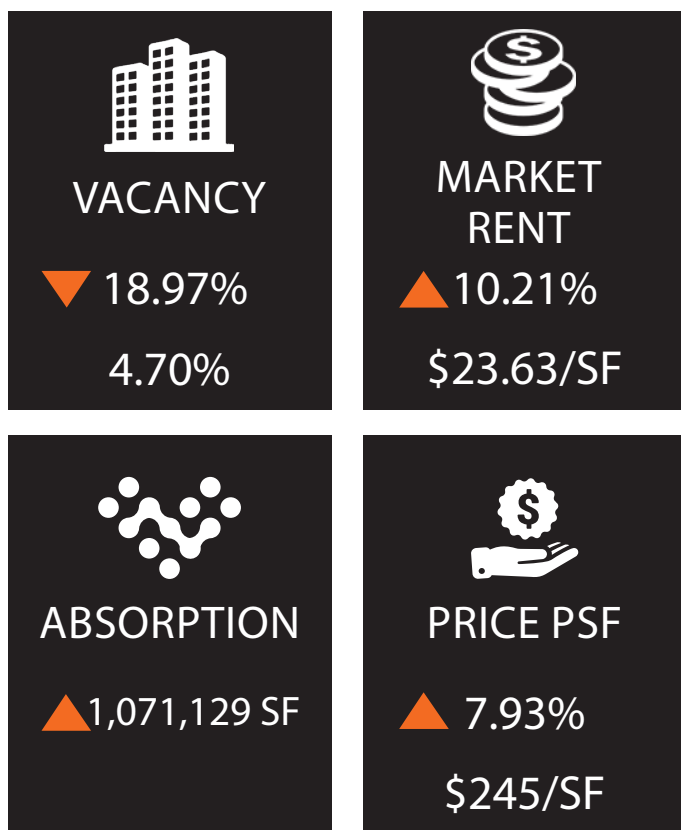 VACANCY
▼ 18.97%
4.70%
$
MARKET
RENT
▲ 10.21%
$23.63/SF
ABSORPTION
▲ 1,071,129 SF
$
PRICE PSF
▲ 7.93%
$245/SF